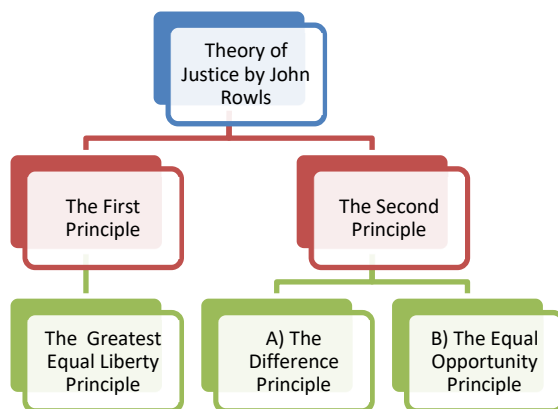 Theory of
Justice by John
Rowls
The First
Principle
The Second
Principle
The Greatest
Equal Liberty
Principle
A) The
Difference
Principle
B) The Equal
Opportunity
Principle